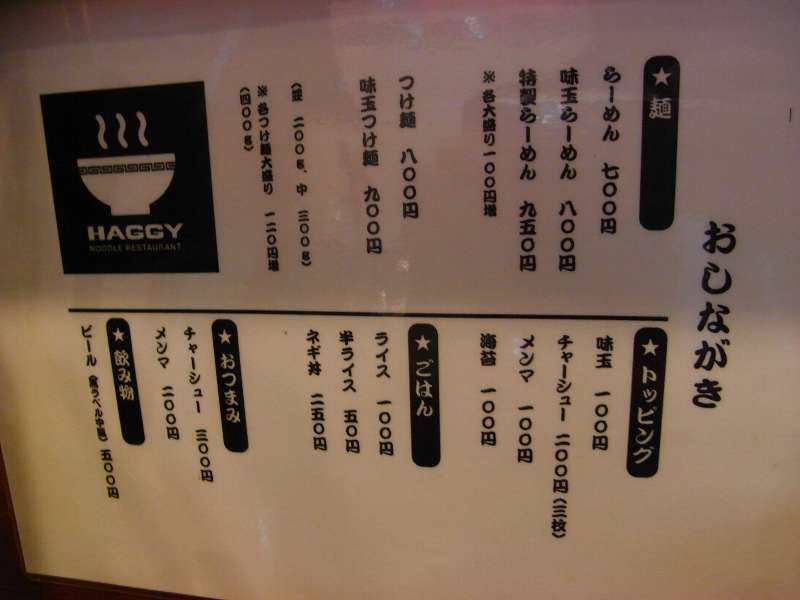 おしながき
★麺
らーめん 七〇〇円
味玉らーめん 八〇〇円
特製らーめん 九五〇円
※各大盛り一〇〇円増
つけ麺 八〇〇円
味玉つけ麺 九〇〇円
(並 二〇〇g、中 三〇〇g)
※各つけ麺大盛り 一二〇円増
(四〇〇g)
HAGGY
NOODLE RESTAURANT
★トッピング
味玉 一〇〇円
チャーシュー 二〇〇円(三枚)
メンマ 一〇〇円
海苔 一〇〇円
★ごはん
ライス 一〇〇円
半ライス 五〇円
ネギ丼 二五〇円
★おつまみ
チャーシュー 三〇〇円
メンマ 二〇〇円
★飲み物
ビール 五〇〇円